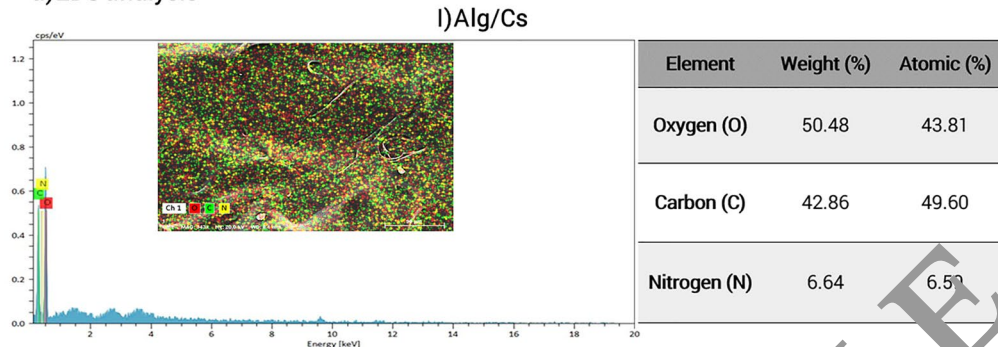 I)Alg/Cs
cps/eV
1.2
1.0
0.8
0.6
0.4
0.2
0.0
N
C
O
Ch 1 O C N
2 4 6 8 10 12 14 16 18 20
Energy [keV]
Element Weight (%) Atomic (%)
Oxygen (O) 50.48 43.81
Carbon (C) 42.86 49.60
Nitrogen (N) 6.64 6.59
E